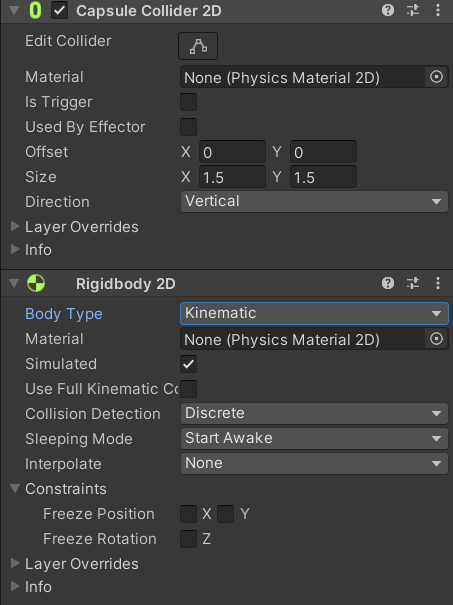 Capsule Collider 2D
Edit Collider
Material None (Physics Material 2D)
Is Trigger
Used By Effector
Offset X 0 Y 0
Size X 1.5 Y 1.5
Direction Vertical
Layer Overrides
Info
Rigidbody 2D
Body Type Kinematic
Material None (Physics Material 2D)
Simulated
Use Full Kinematic Co
Collision Detection Discrete
Sleeping Mode Start Awake
Interpolate None
Constraints
Freeze Position X Y
Freeze Rotation Z
Layer Overrides
Info